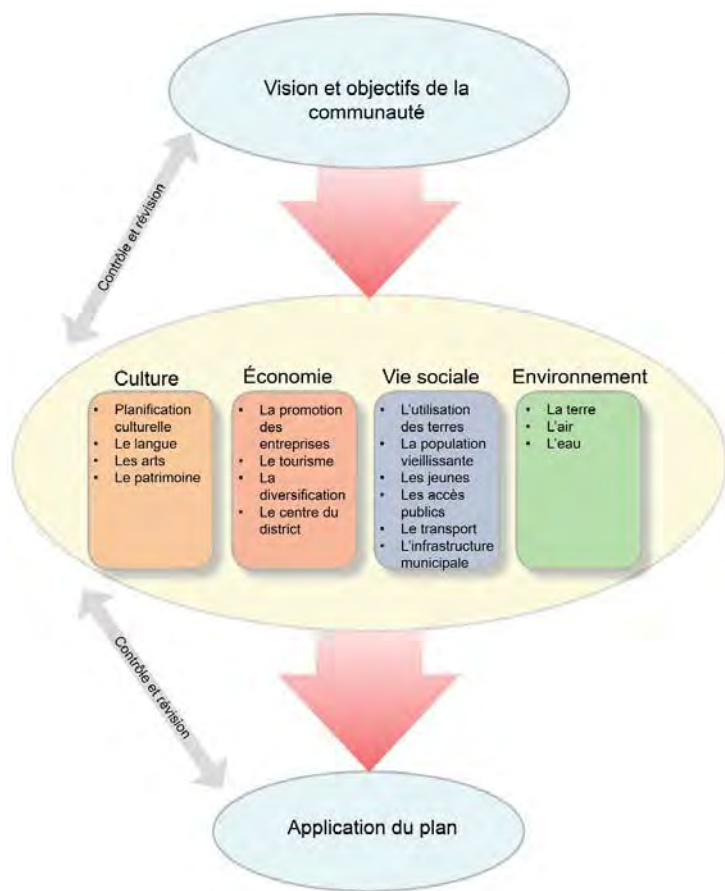 Vision et objectifs de la
communauté
Contrôle et révision
Culture
• Planification
culturelle
• Le langue
• Les arts
• Le patrimoine
Économie
• La promotion
des
entreprises
• Le tourisme
• La
diversification
• Le centre du
district
Vie sociale
• L'utilisation
des terres
• La population
vieillissante
• Les jeunes
• Les accès
publics
• Le transport
• L'infrastructure
municipale
Environnement
• La terre
• L'air
• L'eau
Contrôle et révision
Application du plan